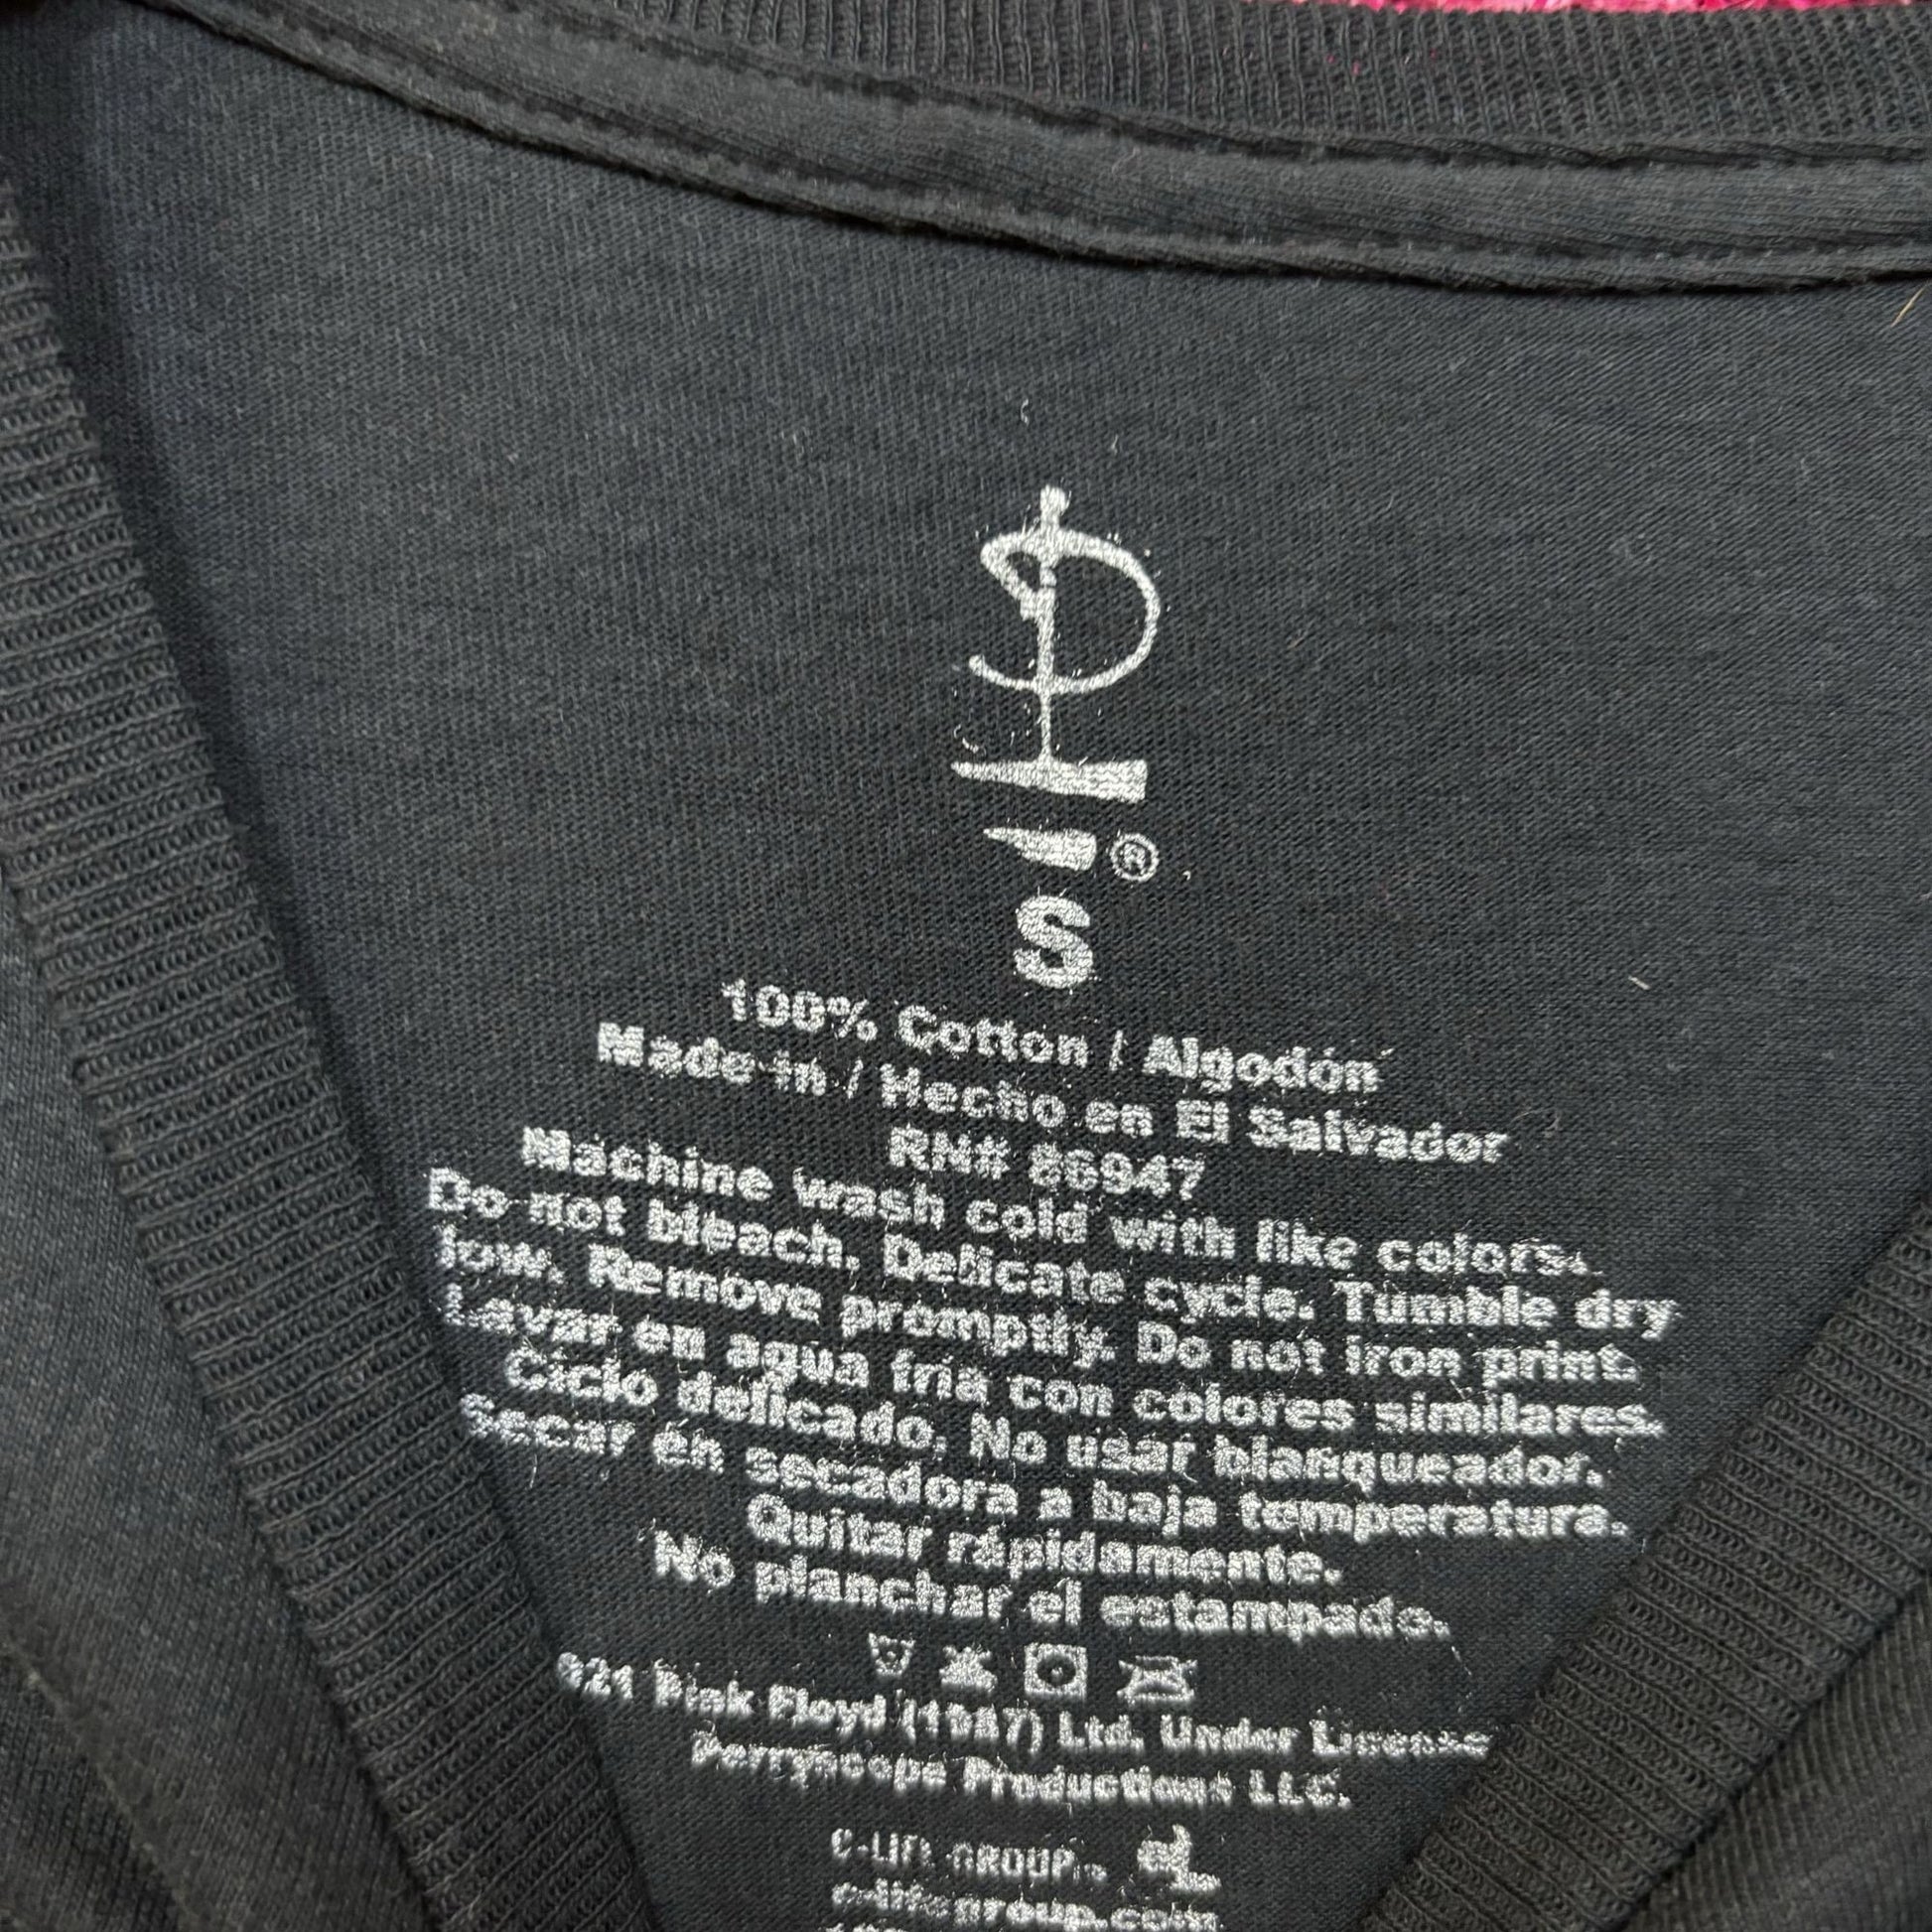 ®
S
100% Cotton / Algodón
Made in / Hecho en El Salvador
RN# 86947
Machine wash cold with like colors.
Do not bleach. Delicate cycle. Tumble dry
low. Remove promptly. Do not iron print.
Lavar en agua fria con colores similares.
Ciclo delicado. No usar blanqueador.
Secar en secadora a baja temperatura.
Quitar rápidamente.
No planchar el estampado.
Pink Floyd (1987) Ltd. Under License
Perryscope Productions LLC.
C-LIFE GROUP